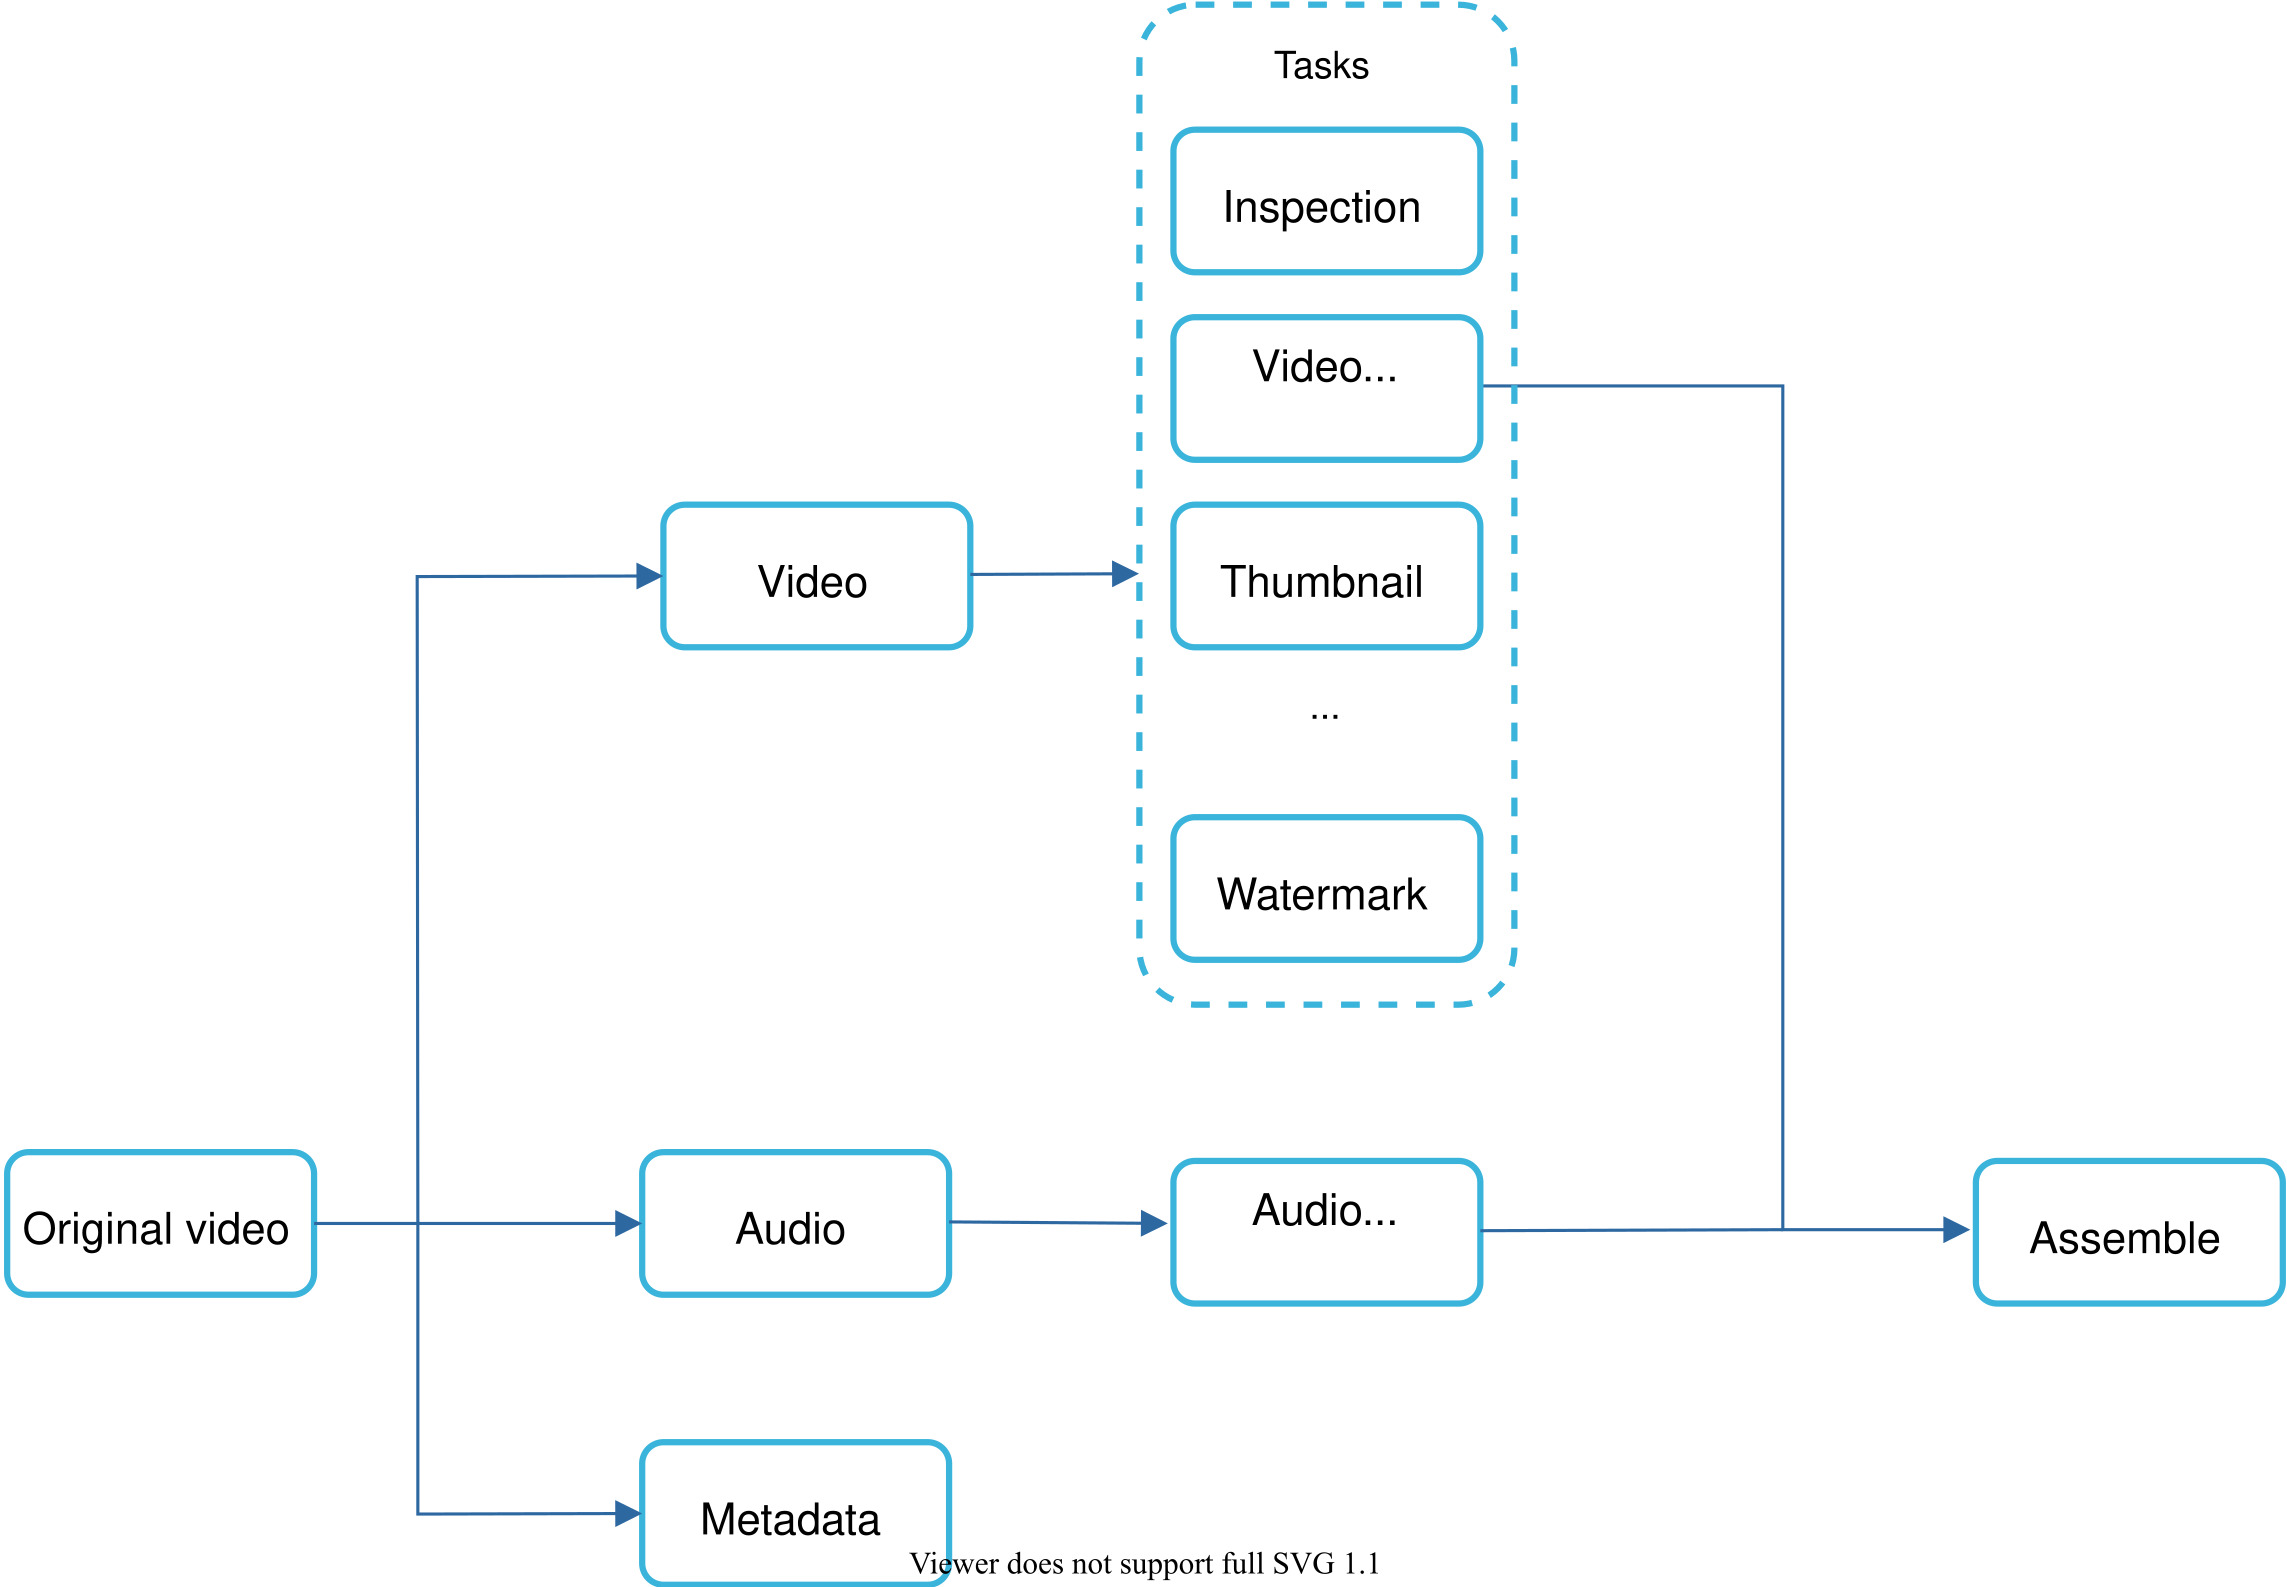 Tasks
Inspection
Video...
Video
Thumbnail
...
Watermark
Original video
Audio
Audio...
Assemble
Metadata
Viewer does not support full SVG 1.1